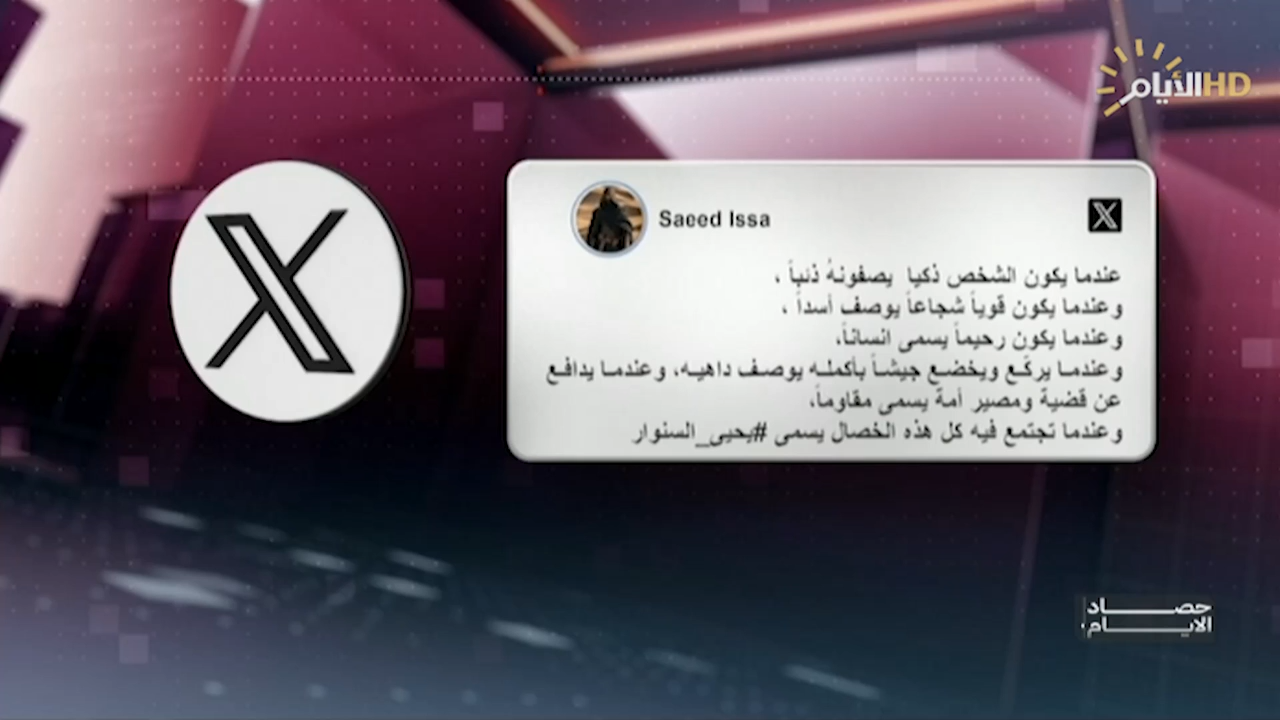 الأيام HD
Saeed Issa
عندما يكون الشخص ذكيا يصفونهُ ذئباً ،
وعندما يكون قوياً شجاعاً يوصف أسداً ،
وعندما يكون رحيماً يسمى انساناً،
وعندما يركّع ويخضع جيشاً بأكمله يوصف داهيه، وعندما يدافع
عن قضية ومصير أمة يسمى مقاوماً،
وعندما تجتمع فيه كل هذه الخصال يسمى #يحيى_السنوار
حصاد
الايام